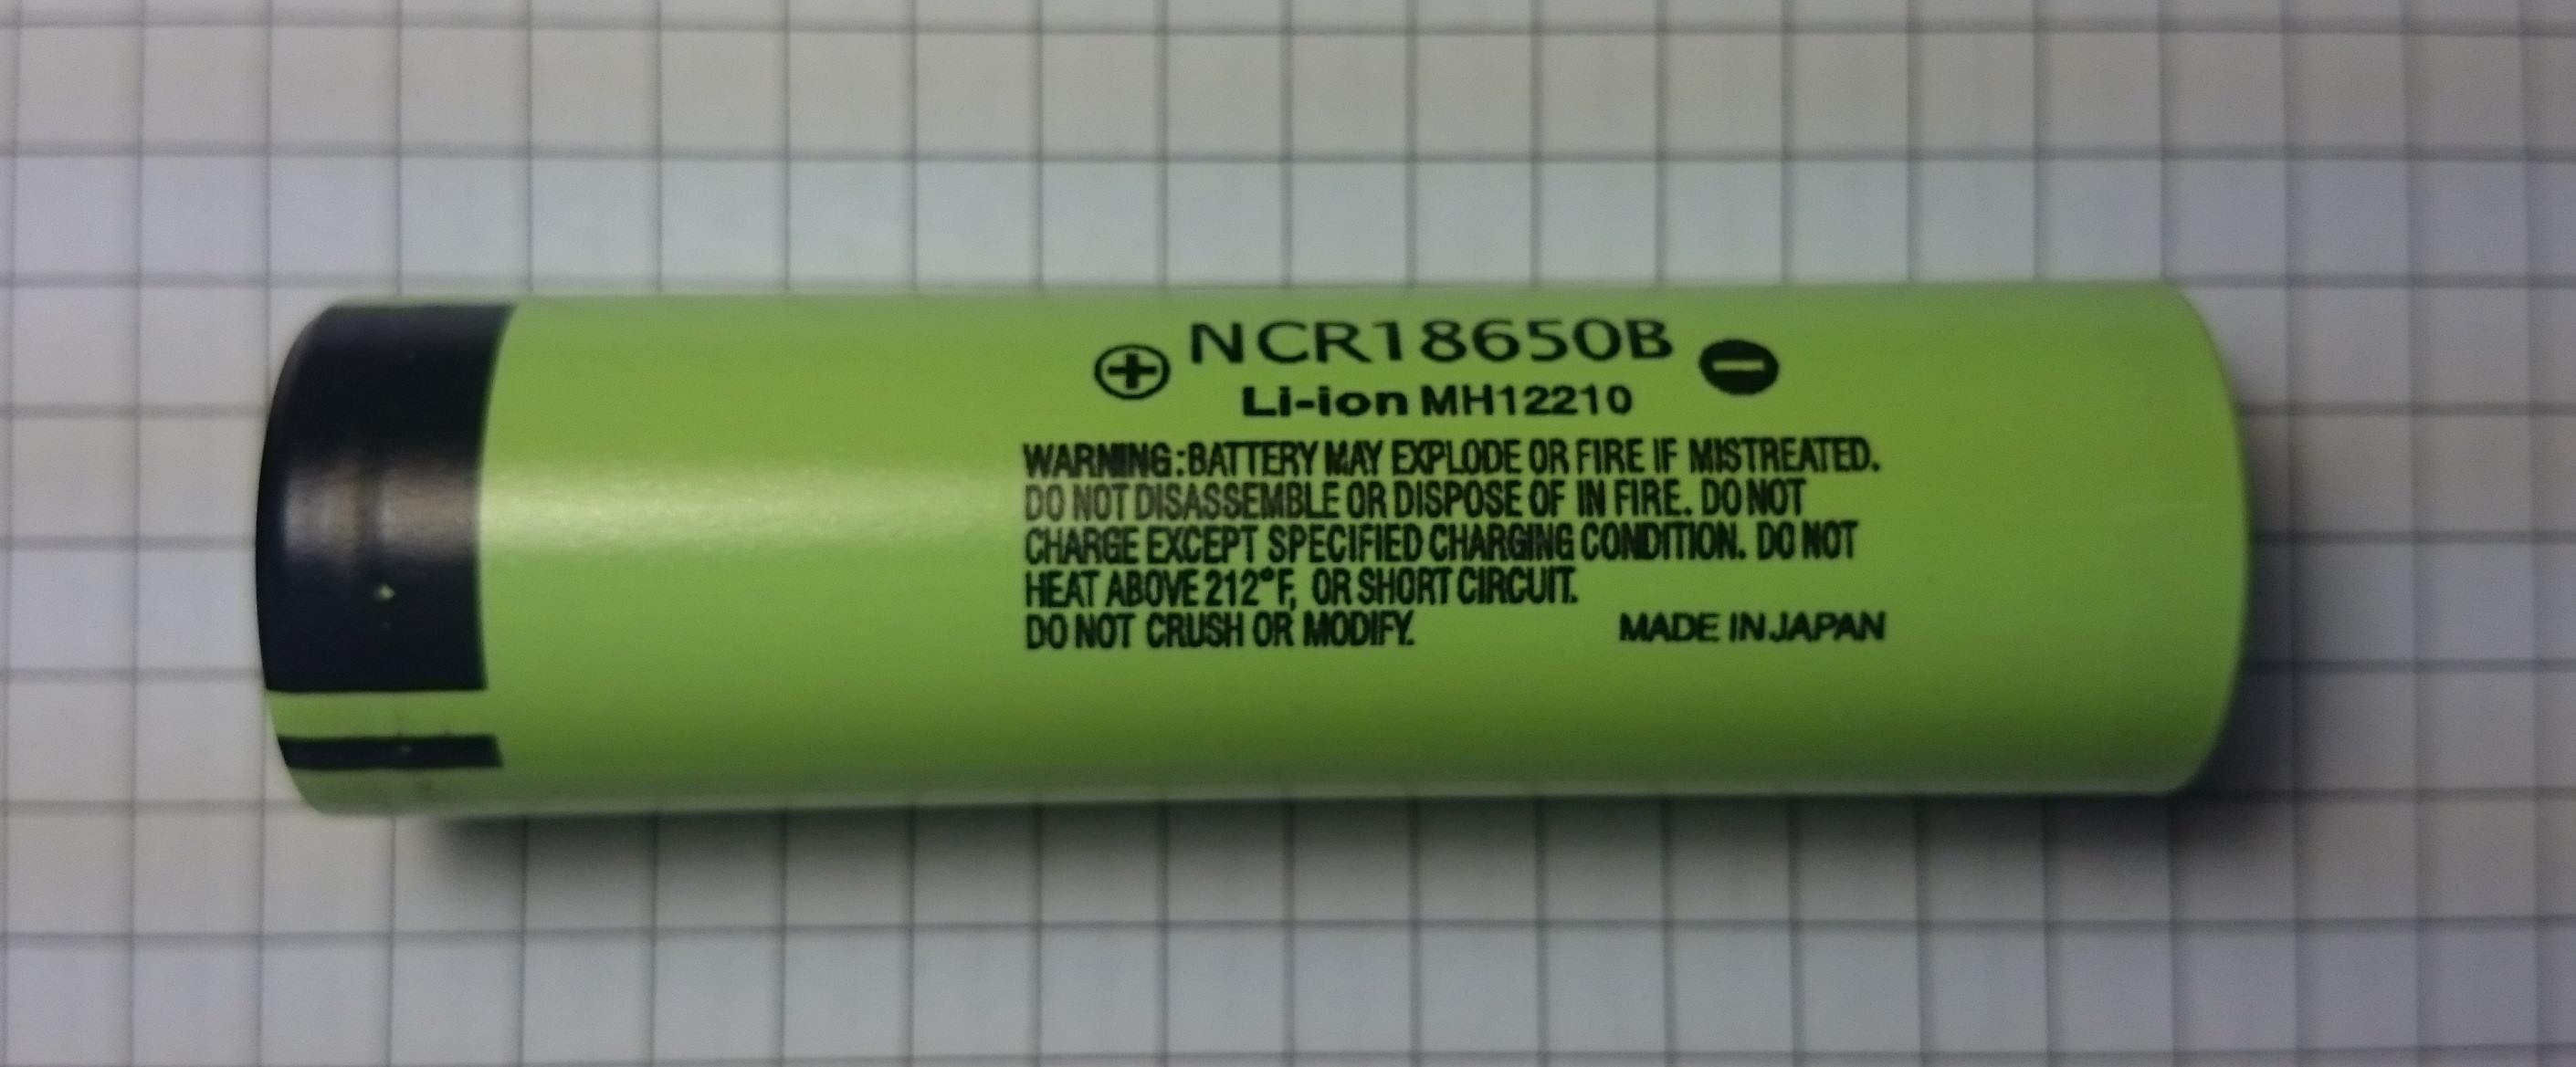 NCR18650B
Li-ion MH12210
WARNING:BATTERY MAY EXPLODE OR FIRE IF MISTREATED.
DO NOT DISASSEMBLE OR DISPOSE OF IN FIRE. DO NOT
CHARGE EXCEPT SPECIFIED CHARGING CONDITION. DO NOT
HEAT ABOVE 212°F, OR SHORT CIRCUIT.
DO NOT CRUSH OR MODIFY. MADE IN JAPAN